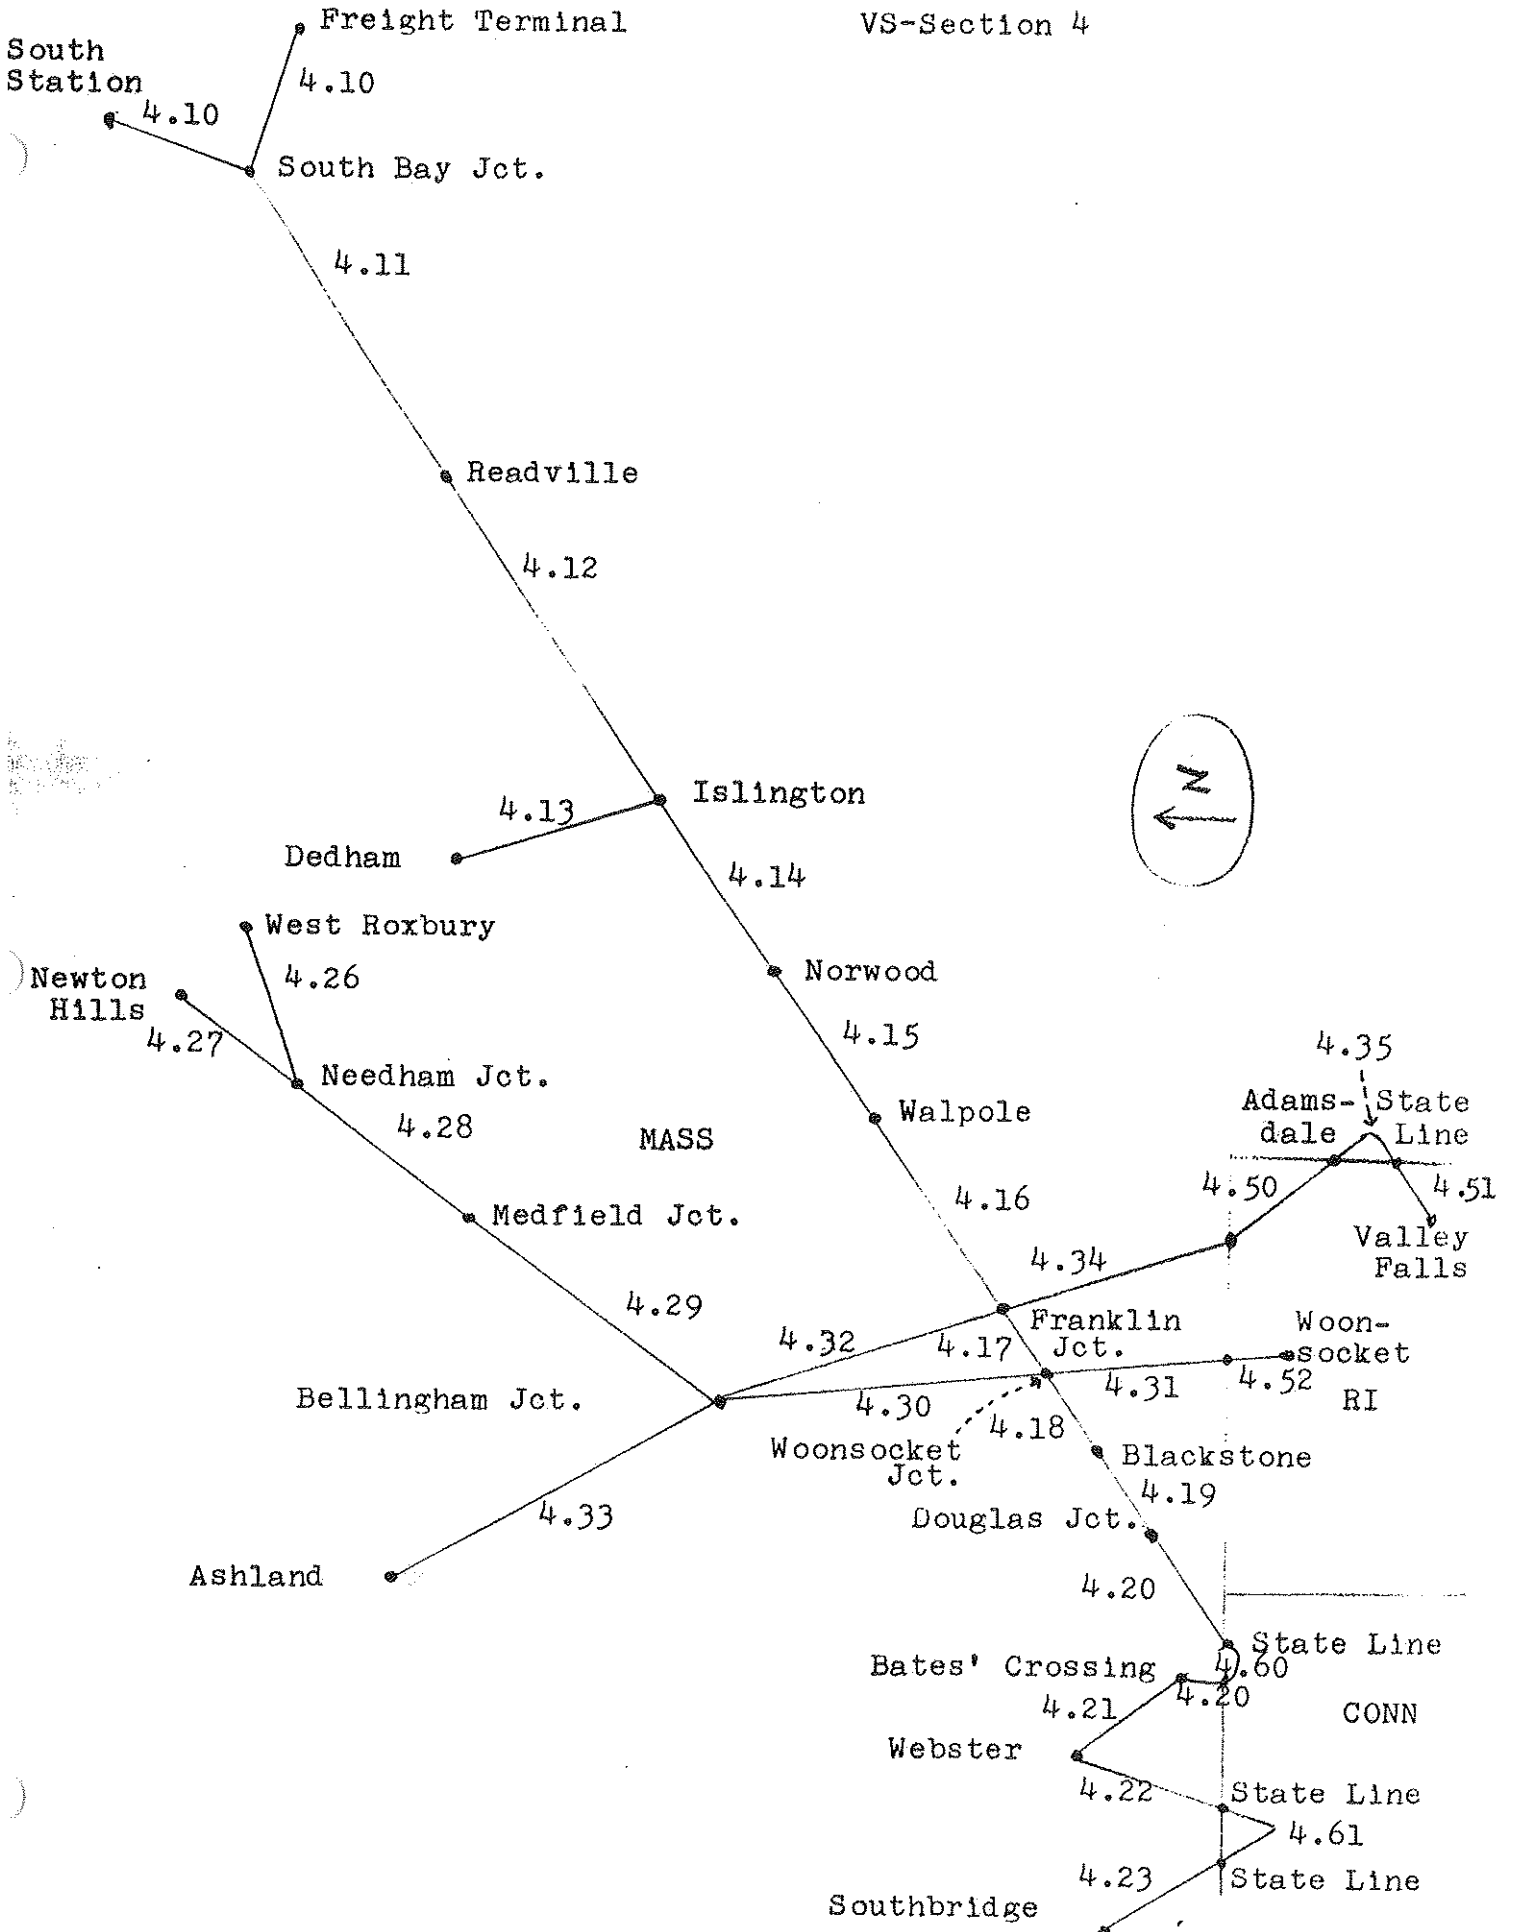 Freight Terminal
VS-Section 4
South
Station
4.10
4.10
South Bay Jct.
4.11
Readville
4.12
Islington
4.13
Dedham
N
4.14
West Roxbury
Norwood
Newton
Hills
4.26
4.27
4.15
4.35
Needham Jct.
Walpole
Adams-
dale
State
Line
4.28
MASS
4.50
4.51
4.16
Medfield Jct.
Valley
Falls
4.34
4.29
Franklin
Jct.
Woon-
socket
4.32
4.17
4.31
4.52
RI
Bellingham Jct.
4.30
4.18
Woonsocket
Jct.
Blackstone
4.19
4.33
Douglas Jct.
Ashland
4.20
State Line
Bates' Crossing
4.60
4.20
4.21
CONN
Webster
4.22
State Line
4.61
4.23
State Line
Southbridge